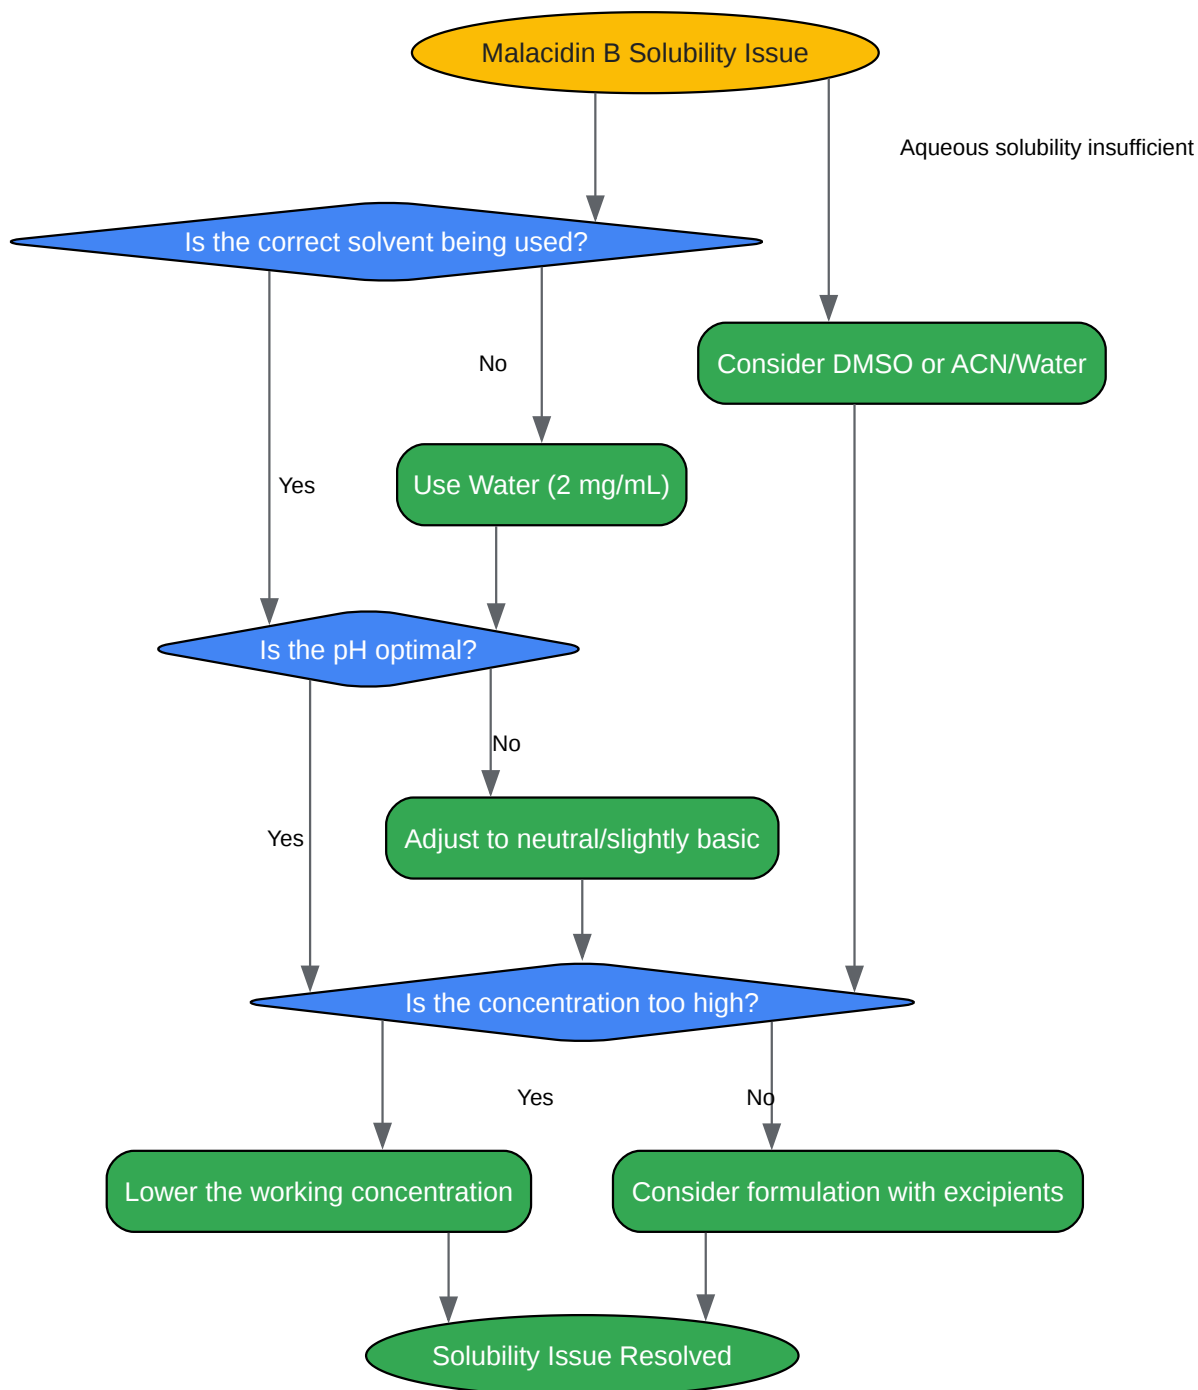 Malacidin B Solubility Issue
Aqueous solubility insufficient
Is the correct solvent being used?
No
Consider DMSO or ACN/Water
Yes
Use Water (2 mg/mL)
Is the pH optimal?
No
Yes
Adjust to neutral/slightly basic
Is the concentration too high?
Yes
No
Lower the working concentration
Consider formulation with excipients
Solubility Issue Resolved